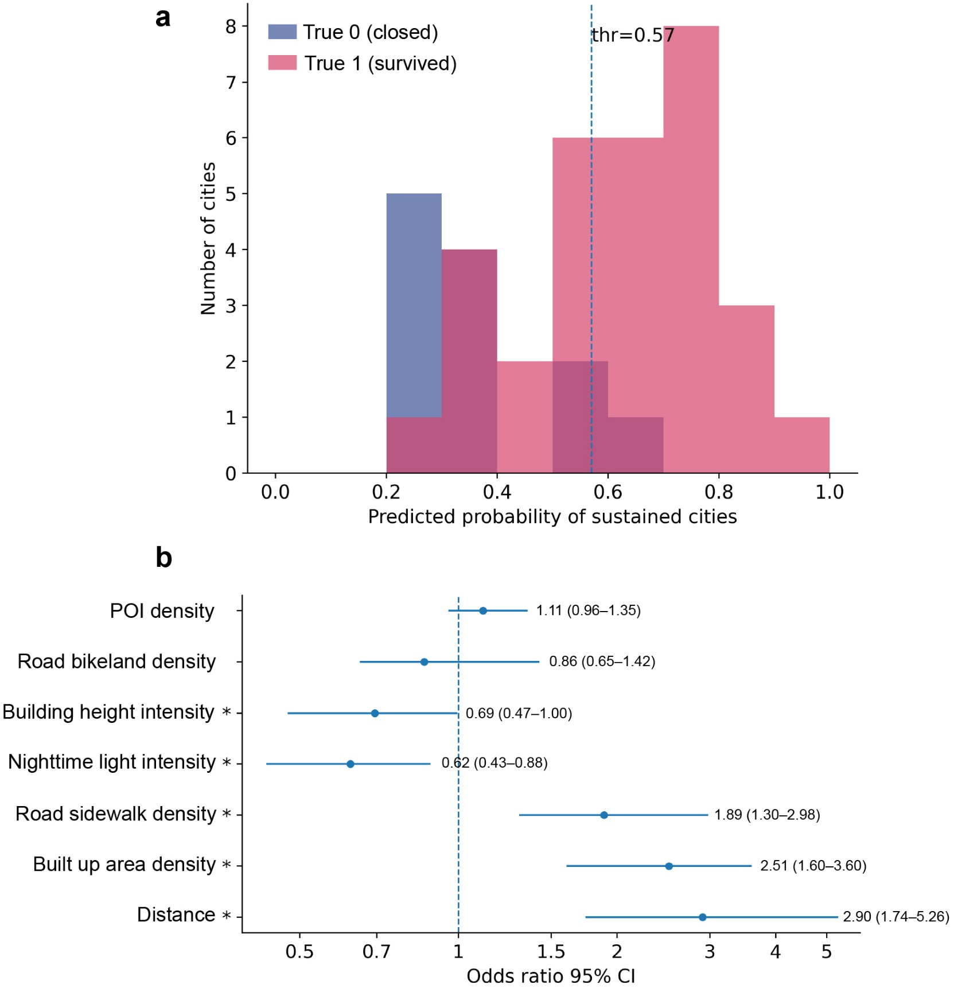 a
True 0 (closed)
True 1 (survived)
thr=0.57
8
7
6
5
4
3
2
1
0
Number of cities
0.0 0.2 0.4 0.6 0.8 1.0
Predicted probability of sustained cities
b
POI density 1.11 (0.96–1.35)
Road bikeland density 0.86 (0.65–1.42)
Building height intensity * 0.69 (0.47–1.00)
Nighttime light intensity * 0.62 (0.43–0.88)
Road sidewalk density * 1.89 (1.30–2.98)
Built up area density * 2.51 (1.60–3.60)
Distance * 2.90 (1.74–5.26)
0.5 0.7 1 1.5 2 3 4 5
Odds ratio 95% CI